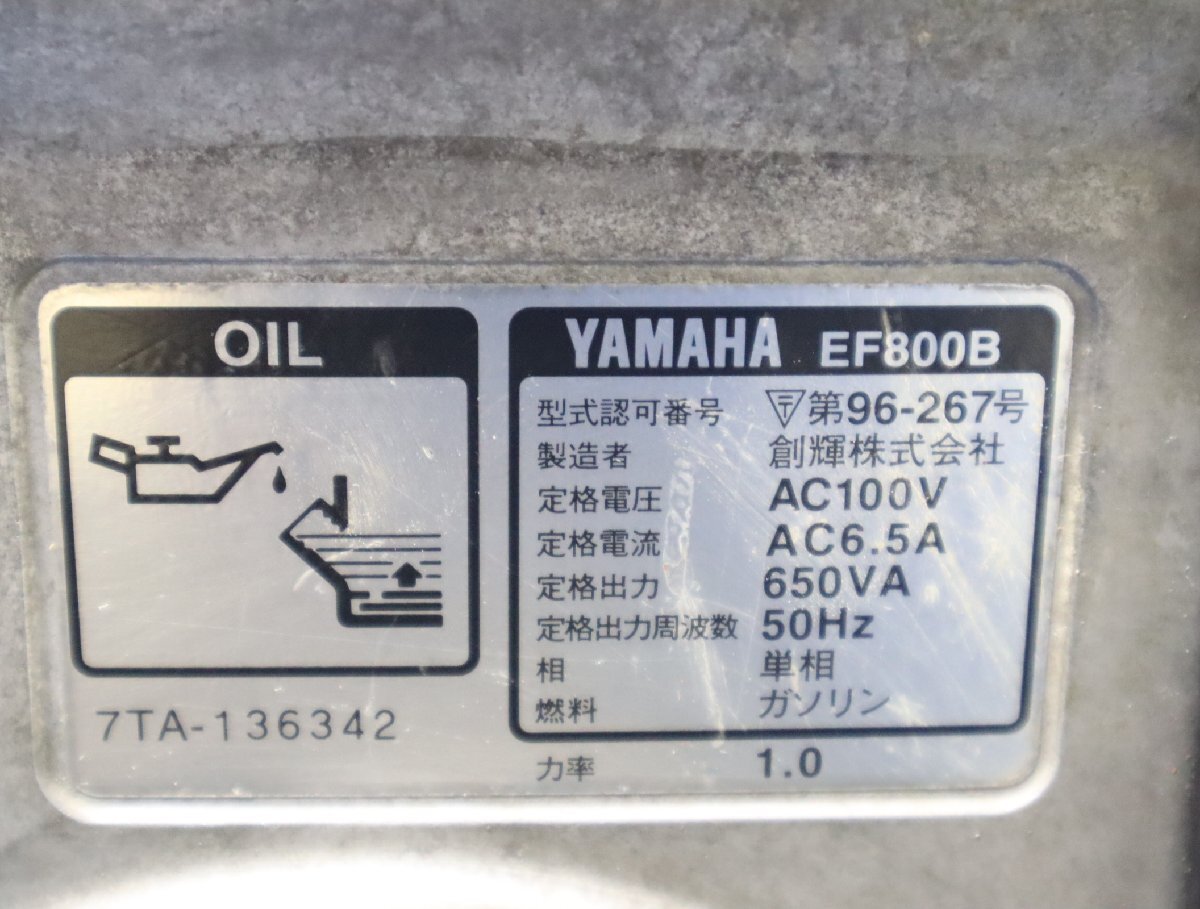 OIL
7TA-136342
YAMAHA EF800B
型式認可番号 〒第96-267号
製造者 創輝株式会社
定格電圧 AC100V
定格電流 AC6.5A
定格出力 650VA
定格出力周波数 50Hz
相 単相
燃料 ガソリン
力率 1.0